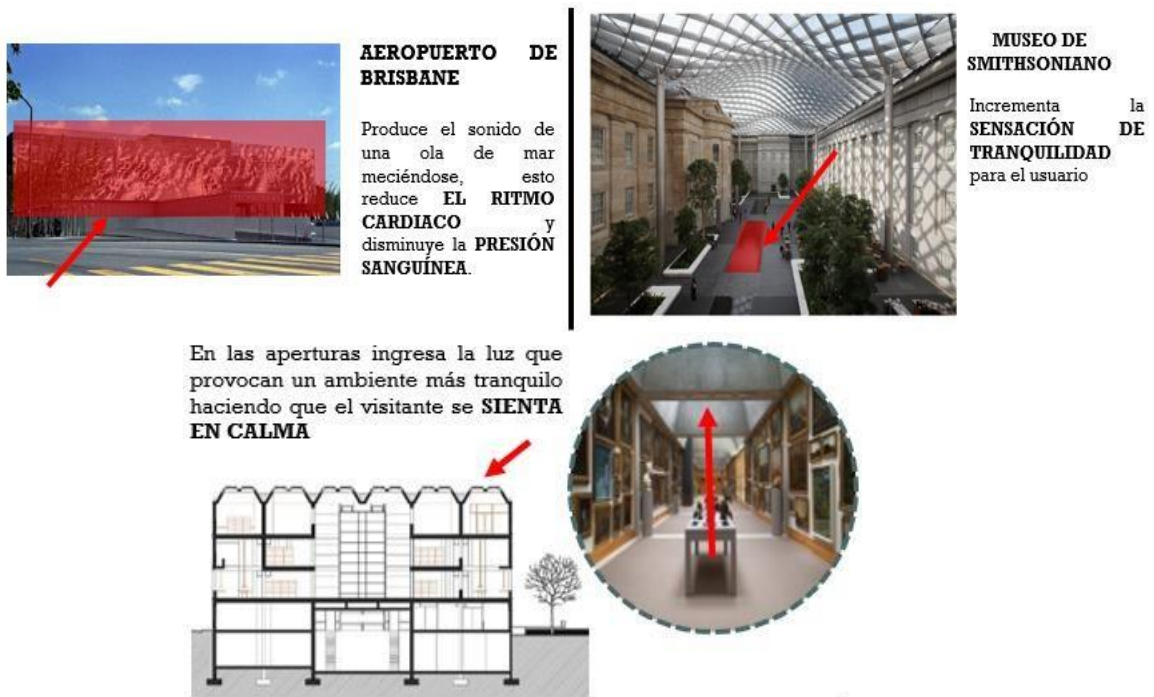 AEROPUERTO DE
BRISBANE
Produce el sonido de
una ola de mar
meciéndose, esto
reduce EL RITMO
CARDIACO y
disminuye la PRESIÓN
SANGUÍNEA.
MUSEO DE
SMITHSONIANO
Incrementa la
SENSACIÓN DE
TRANQUILIDAD
para el usuario
En las aperturas ingresa la luz que
provocan un ambiente más tranquilo
haciendo que el visitante se SIENTA
EN CALMA